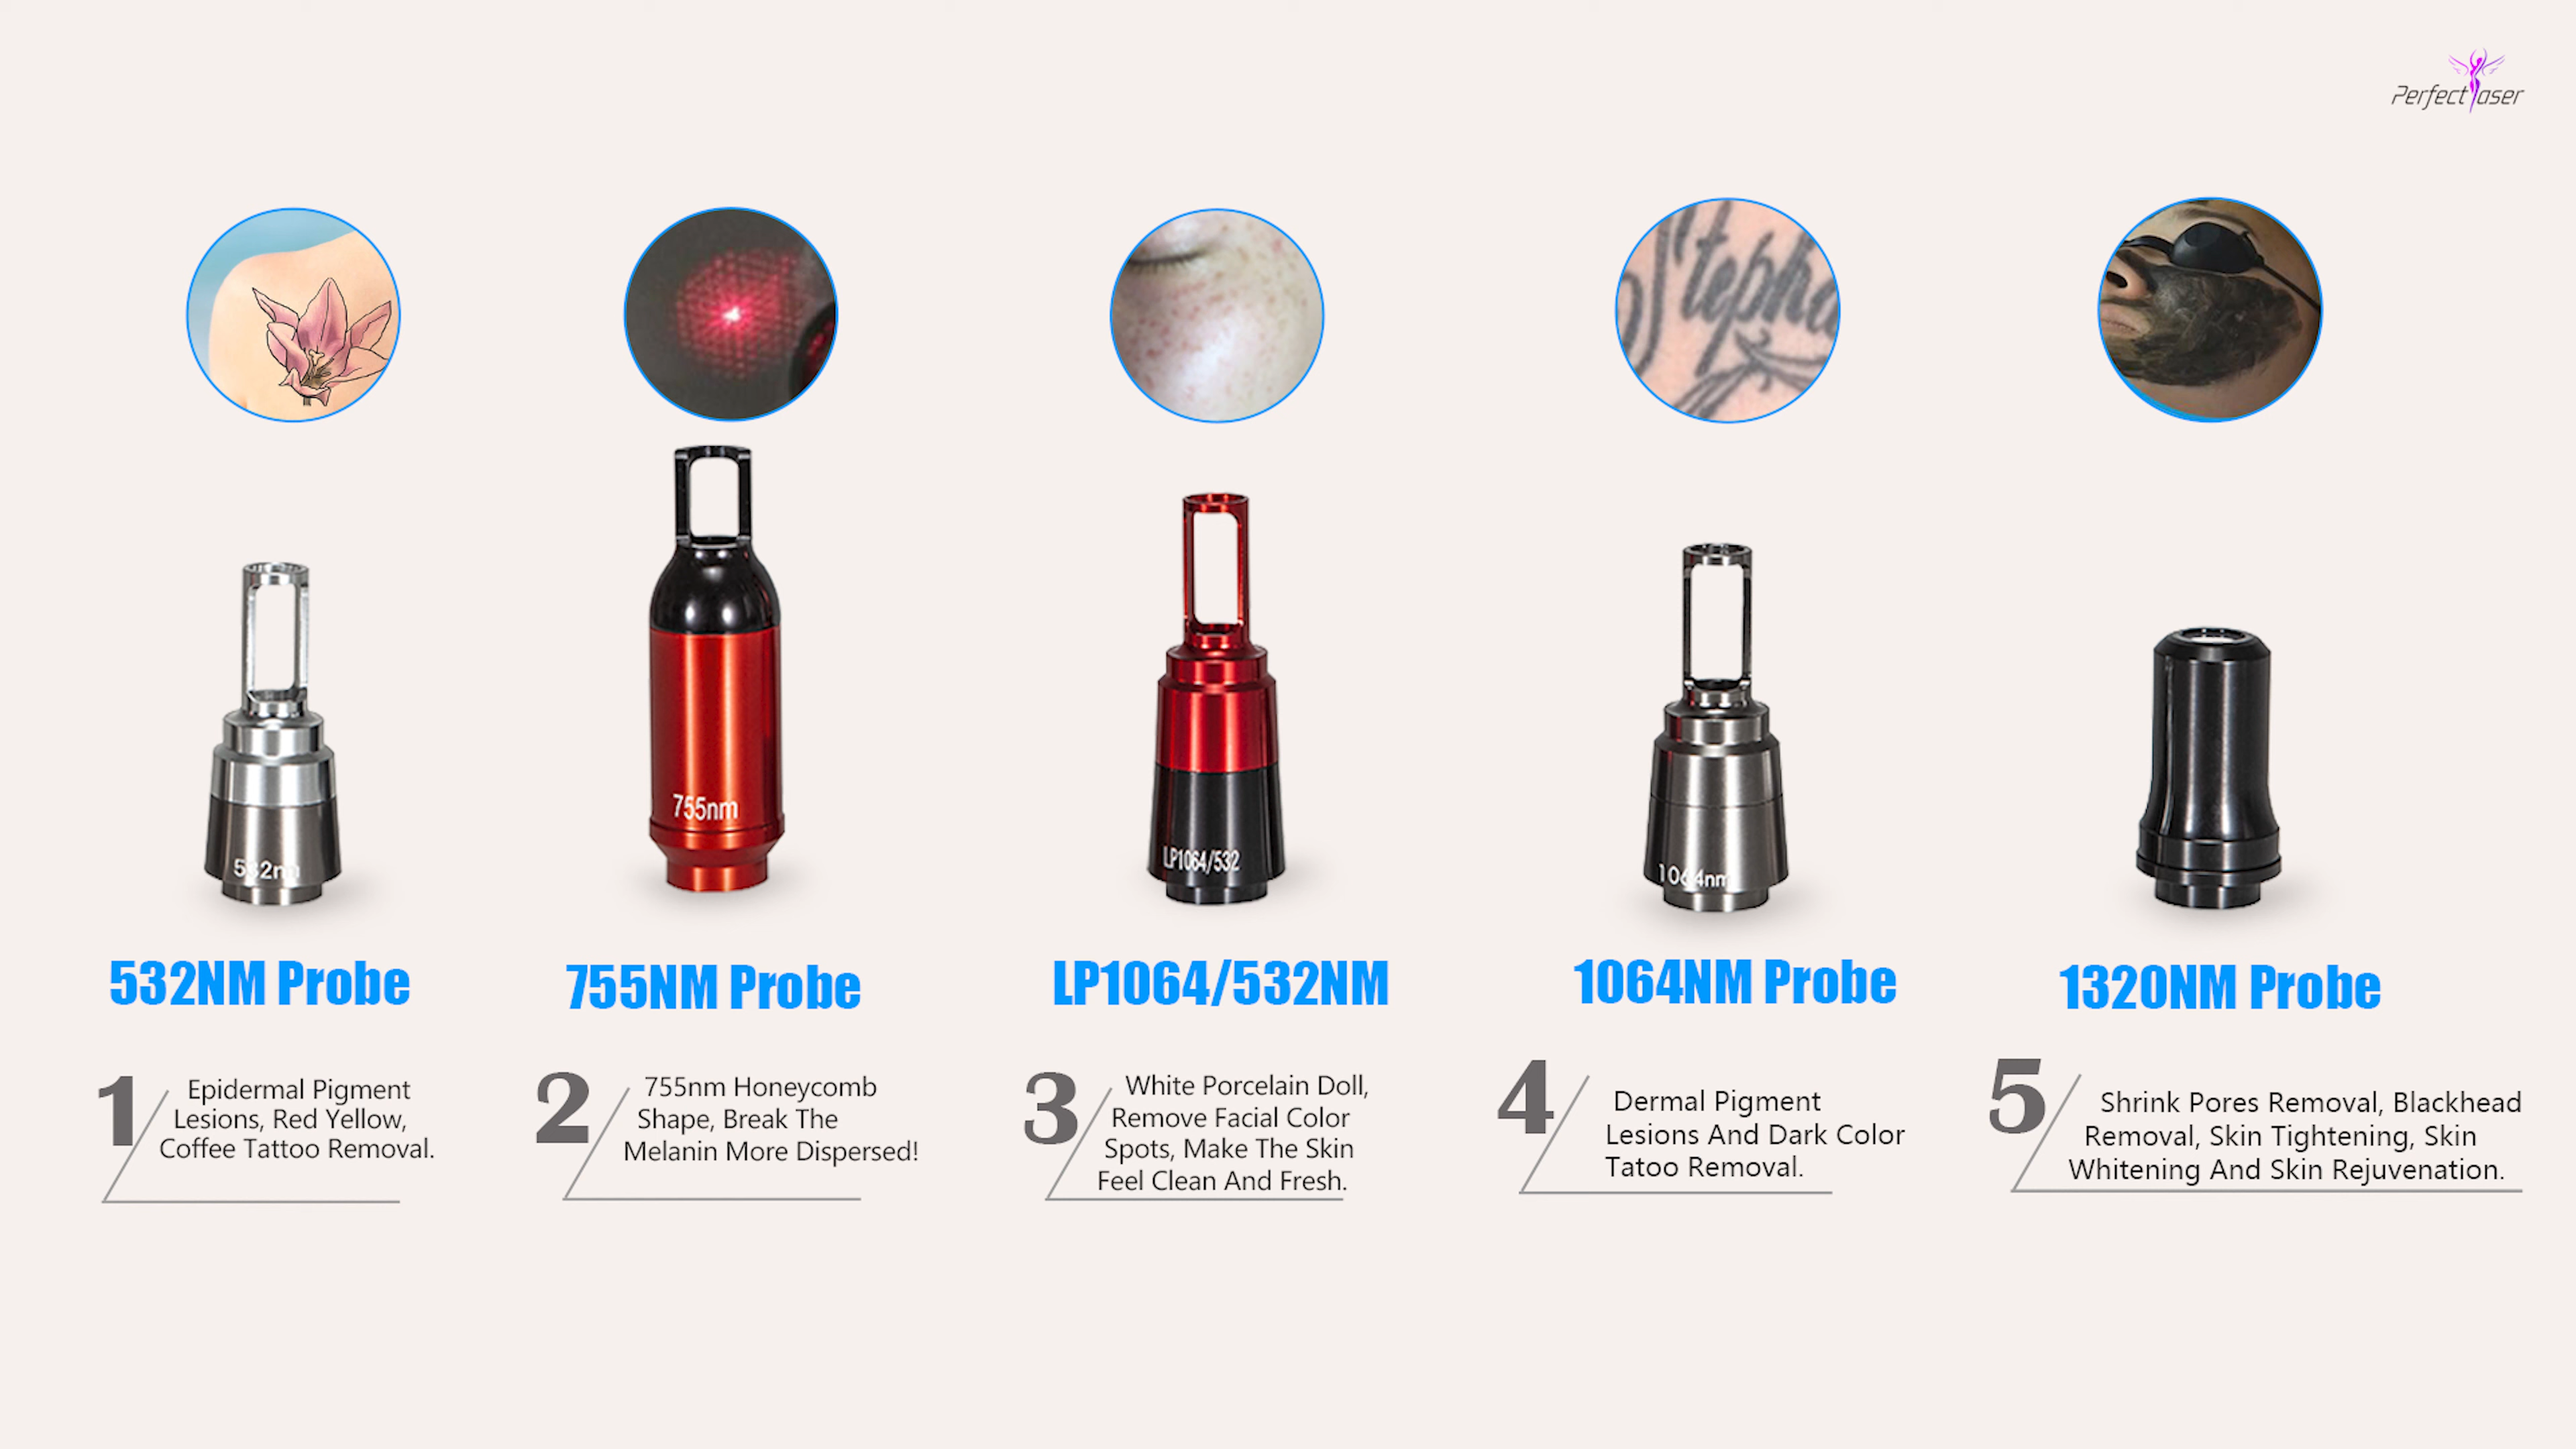 Perfect laser
Stepha
755nm
LP1064/532
532nm
1064nm
532NM Probe
755NM Probe
LP1064/532NM
1064NM Probe
1320NM Probe
1
Epidermal Pigment
Lesions, Red Yellow,
Coffee Tattoo Removal.
2
755nm Honeycomb
Shape, Break The
Melanin More Dispersed!
3
White Porcelain Doll,
Remove Facial Color
Spots, Make The Skin
Feel Clean And Fresh.
4
Dermal Pigment
Lesions And Dark Color
Tatoo Removal.
5
Shrink Pores Removal, Blackhead
Removal, Skin Tightening, Skin
Whitening And Skin Rejuvenation.